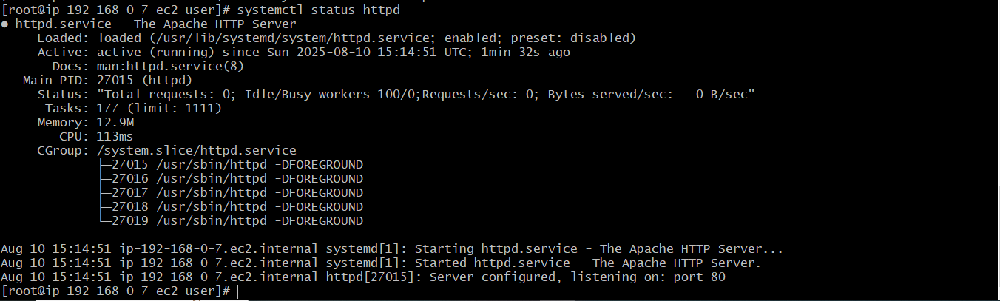 [root@ip-192-168-0-7 ec2-user]# systemctl status httpd
● httpd.service - The Apache HTTP Server
     Loaded: loaded (/usr/lib/systemd/system/httpd.service; enabled; preset: disabled)
     Active: active (running) since Sun 2025-08-10 15:14:51 UTC; 1min 32s ago
       Docs: man:httpd.service(8)
   Main PID: 27015 (httpd)
     Status: "Total requests: 0; Idle/Busy workers 100/0;Requests/sec: 0; Bytes served/sec:   0 B/sec"
      Tasks: 177 (limit: 1111)
     Memory: 12.9M
        CPU: 113ms
     CGroup: /system.slice/httpd.service
             ├─27015 /usr/sbin/httpd -DFOREGROUND
             ├─27016 /usr/sbin/httpd -DFOREGROUND
             ├─27017 /usr/sbin/httpd -DFOREGROUND
             ├─27018 /usr/sbin/httpd -DFOREGROUND
             └─27019 /usr/sbin/httpd -DFOREGROUND

Aug 10 15:14:51 ip-192-168-0-7.ec2.internal systemd[1]: Starting httpd.service - The Apache HTTP Server...
Aug 10 15:14:51 ip-192-168-0-7.ec2.internal systemd[1]: Started httpd.service - The Apache HTTP Server.
Aug 10 15:14:51 ip-192-168-0-7.ec2.internal httpd[27015]: Server configured, listening on: port 80
[root@ip-192-168-0-7 ec2-user]#